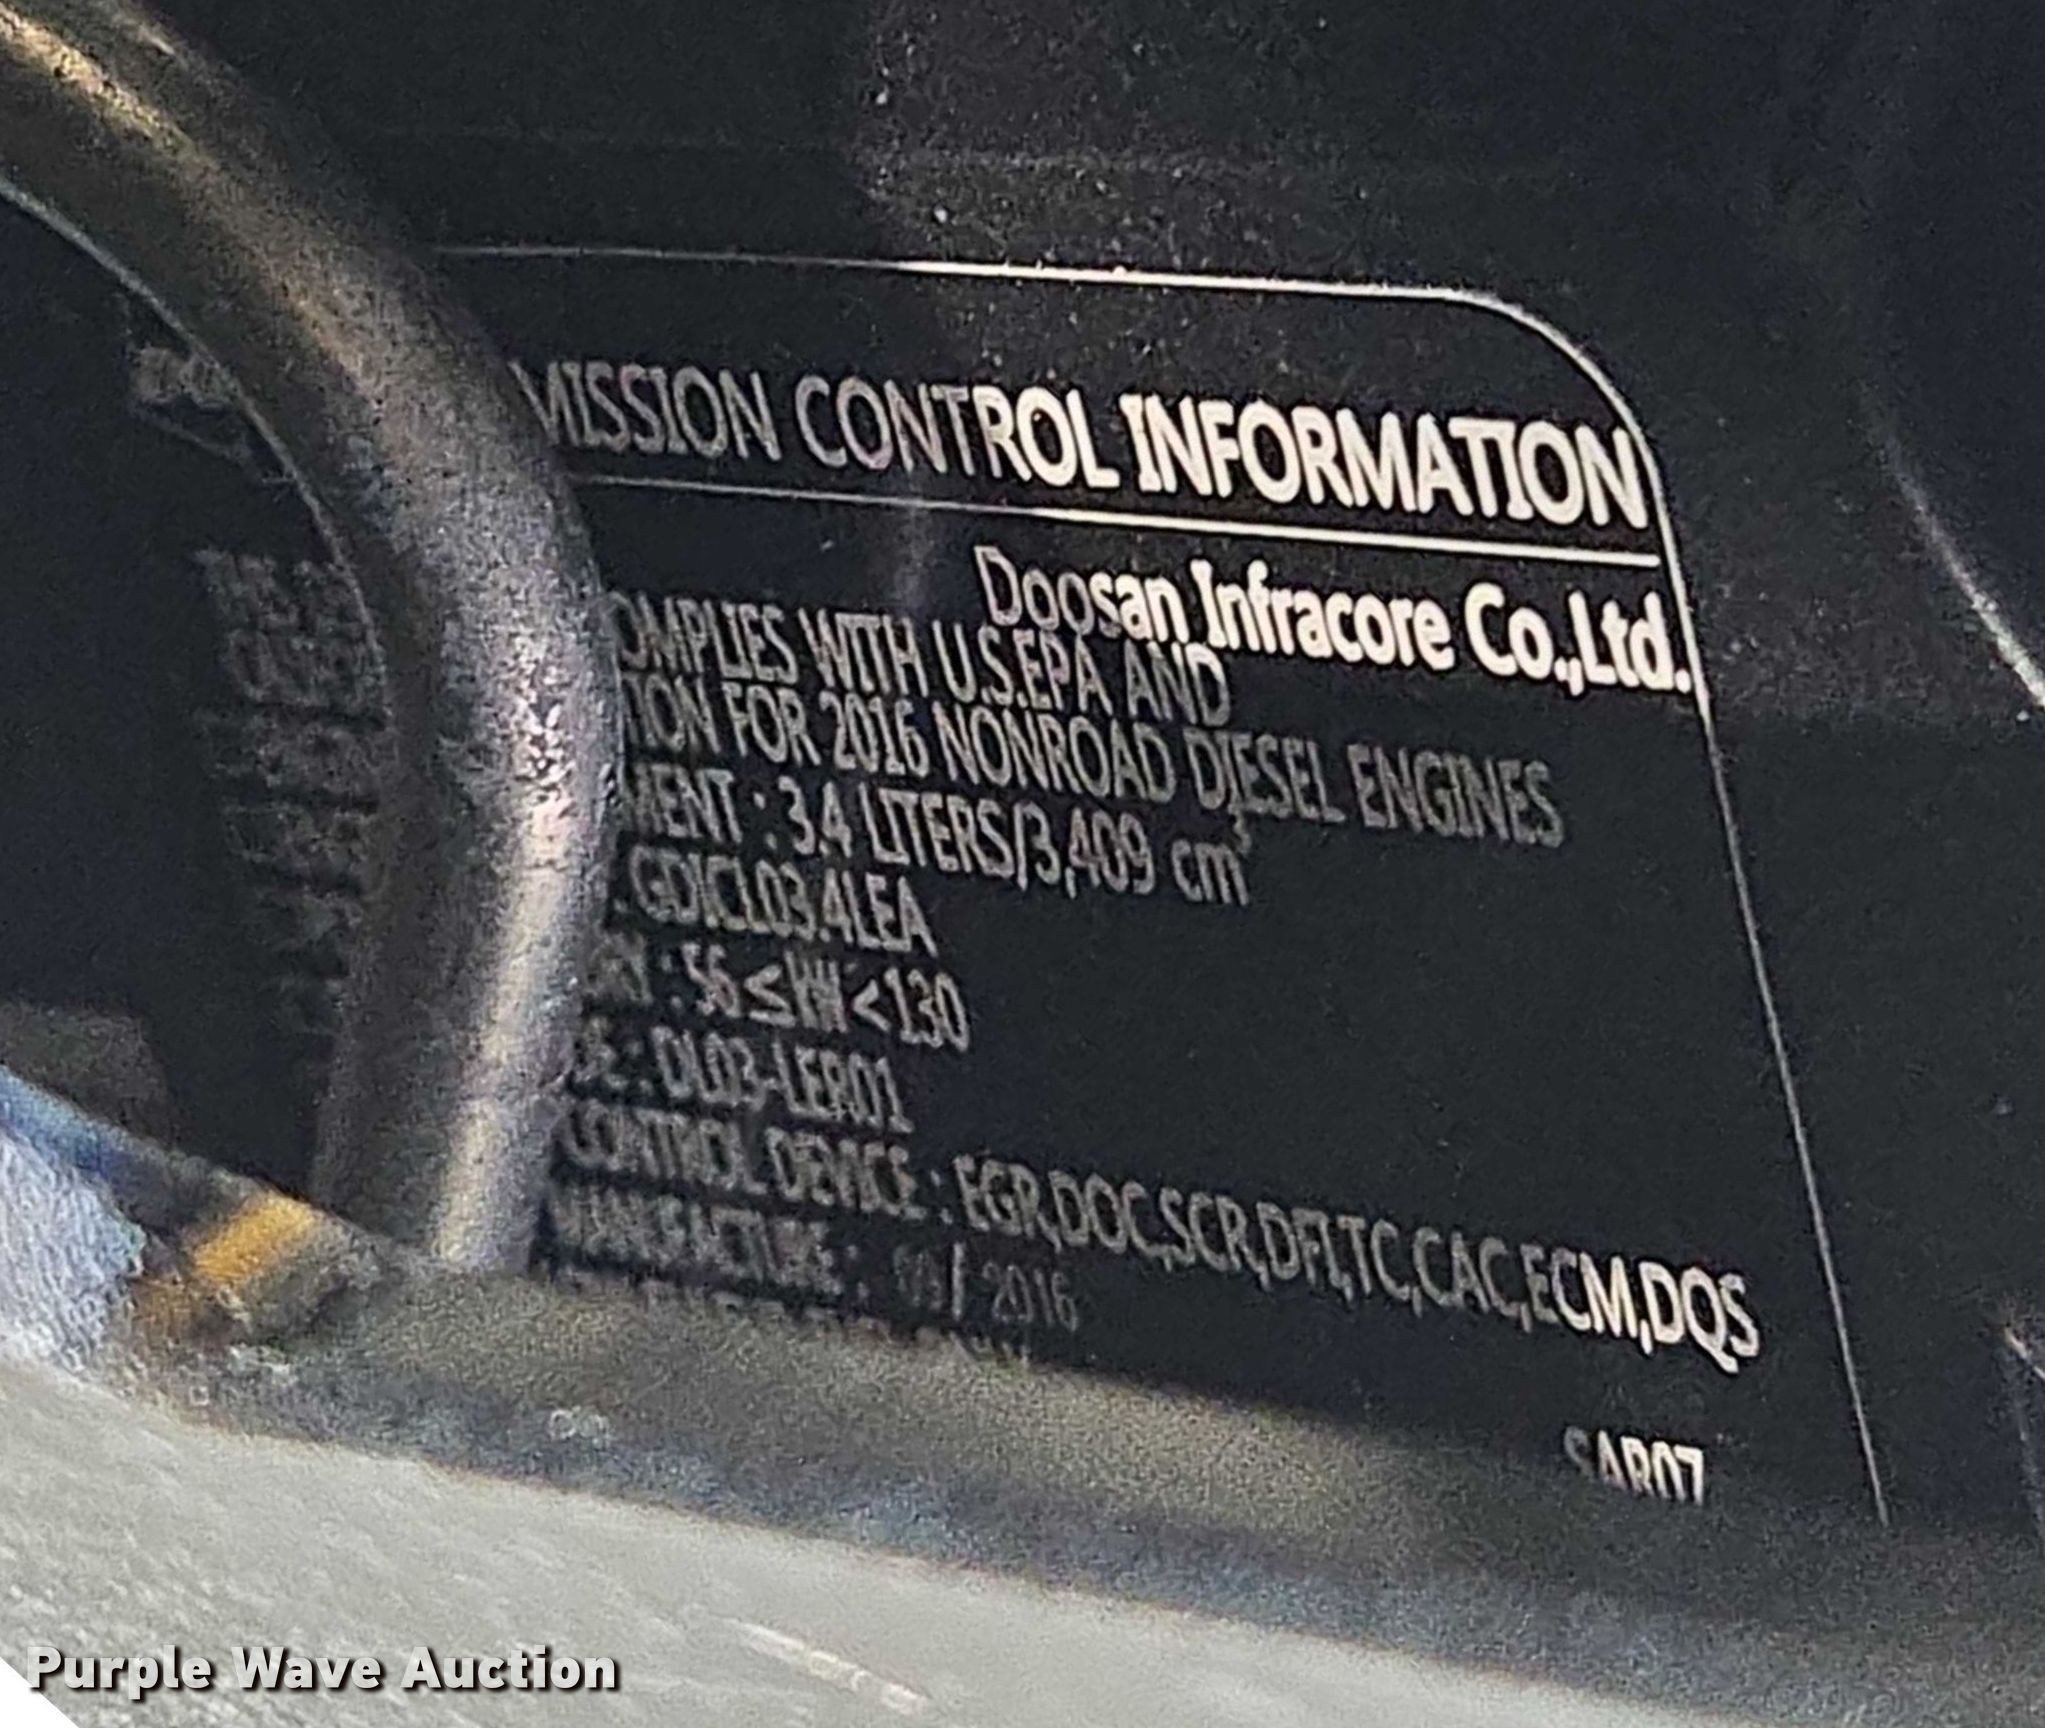 MISSION CONTROL INFORMATION
Doosan Infracore Co.,Ltd.
OMPLIES WITH U.S.EPA AND
TION FOR 2016 NONROAD DIESEL ENGINES
MENT : 3.4 LITERS/3,409 cm³
: GDICL03.4LEA
: 56≤kW<130
E : DL03-LER01
CONTROL DEVICE : EGR,DOC,SCR,DFI,TC,CAC,ECM,DQS
MANUFACTURE : / 2016
SAR07
Purple Wave Auction